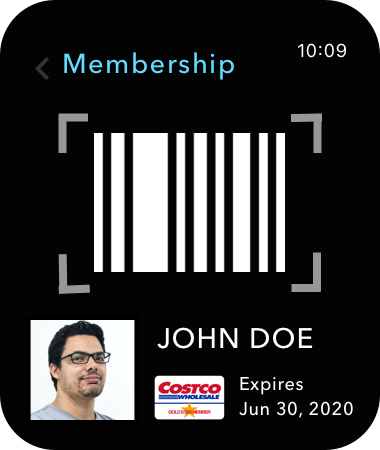 10:09
Membership
JOHN DOE
COSTCO
WHOLESALE
GOLD STAR MEMBER
Expires
Jun 30, 2020